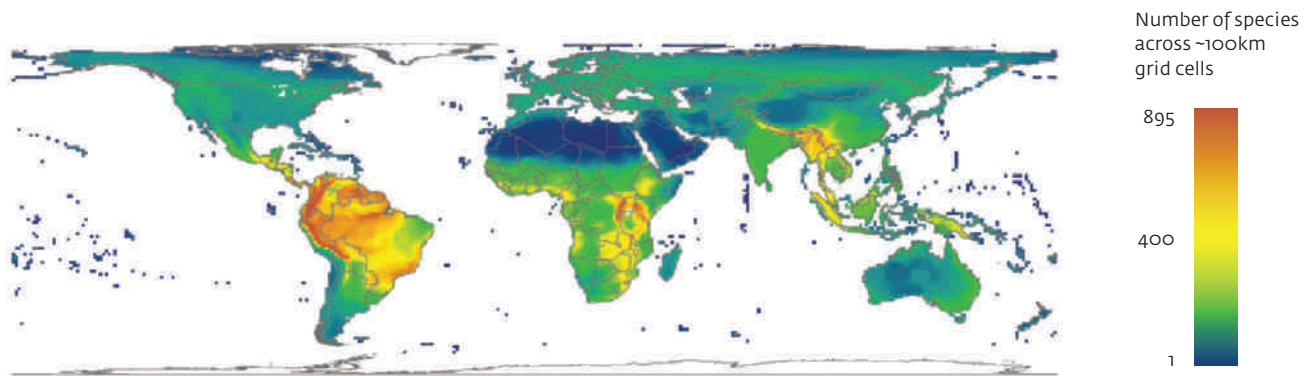 Number of species
across ~100km
grid cells
895
400
1